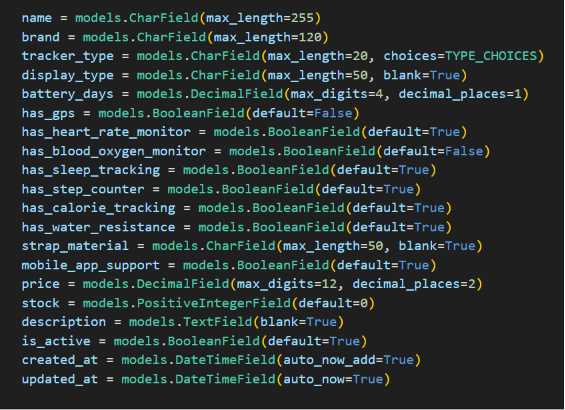 name = models.CharField(max_length=255)
brand = models.CharField(max_length=120)
tracker_type = models.CharField(max_length=20, choices=TYPE_CHOICES)
display_type = models.CharField(max_length=50, blank=True)
battery_days = models.DecimalField(max_digits=4, decimal_places=1)
has_gps = models.BooleanField(default=False)
has_heart_rate_monitor = models.BooleanField(default=True)
has_blood_oxygen_monitor = models.BooleanField(default=False)
has_sleep_tracking = models.BooleanField(default=True)
has_step_counter = models.BooleanField(default=True)
has_calorie_tracking = models.BooleanField(default=True)
has_water_resistance = models.BooleanField(default=True)
strap_material = models.CharField(max_length=50, blank=True)
mobile_app_support = models.BooleanField(default=True)
price = models.DecimalField(max_digits=12, decimal_places=2)
stock = models.PositiveIntegerField(default=0)
description = models.TextField(blank=True)
is_active = models.BooleanField(default=True)
created_at = models.DateTimeField(auto_now_add=True)
updated_at = models.DateTimeField(auto_now=True)